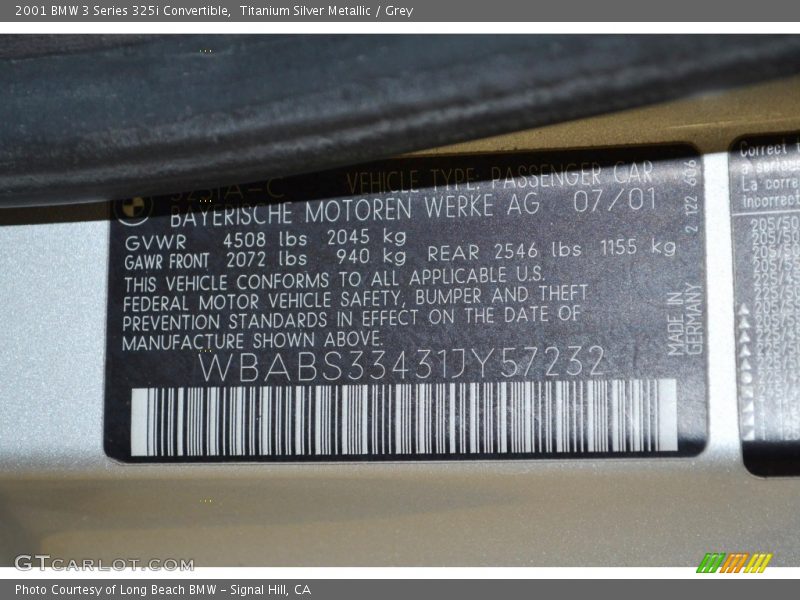 2001 BMW 3 Series 325i Convertible, Titanium Silver Metallic / Grey
325iA-C VEHICLE TYPE: PASSENGER CAR
BAYERISCHE MOTOREN WERKE AG 07/01
GVWR 4508 lbs 2045 kg
GAWR FRONT 2072 lbs 940 kg REAR 2546 lbs 1155 kg
THIS VEHICLE CONFORMS TO ALL APPLICABLE U.S.
FEDERAL MOTOR VEHICLE SAFETY, BUMPER AND THEFT
PREVENTION STANDARDS IN EFFECT ON THE DATE OF
MANUFACTURE SHOWN ABOVE.
WBABS33431JY57232
2 122 606
MADE IN
GERMANY
Correct
La corre
incorrect
GTCARLOT.COM
Photo Courtesy of Long Beach BMW – Signal Hill, CA